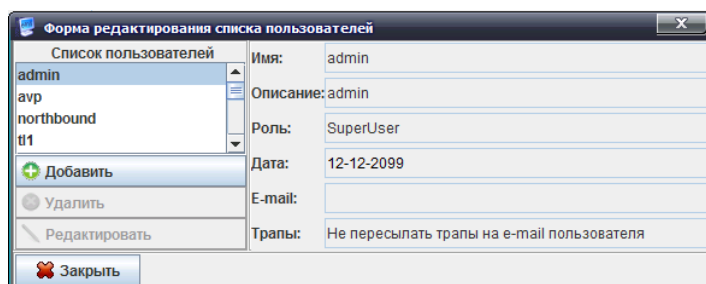 Форма редактирования списка пользователей
Список пользователей
admin
avp
northbound
tl1
Добавить
Удалить
Редактировать
Имя: admin
Описание: admin
Роль: SuperUser
Дата: 12-12-2099
E-mail:
Трапы: Не пересылать трапы на e-mail пользователя
Закрыть